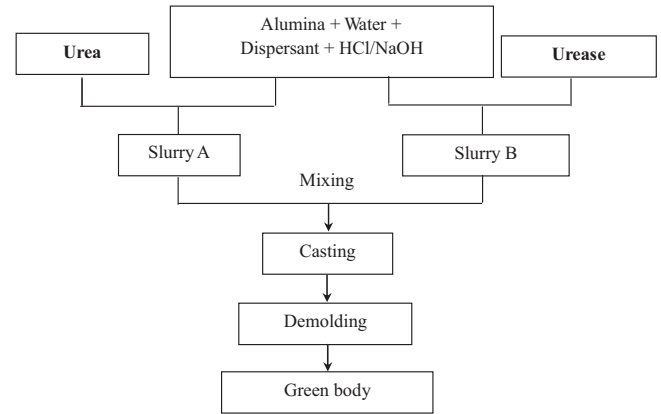 Alumina + Water +
Urea
Dispersant + HCl/NaOH
Urease
Slurry A
Slurry B
Mixing
Casting
Demolding
Green body